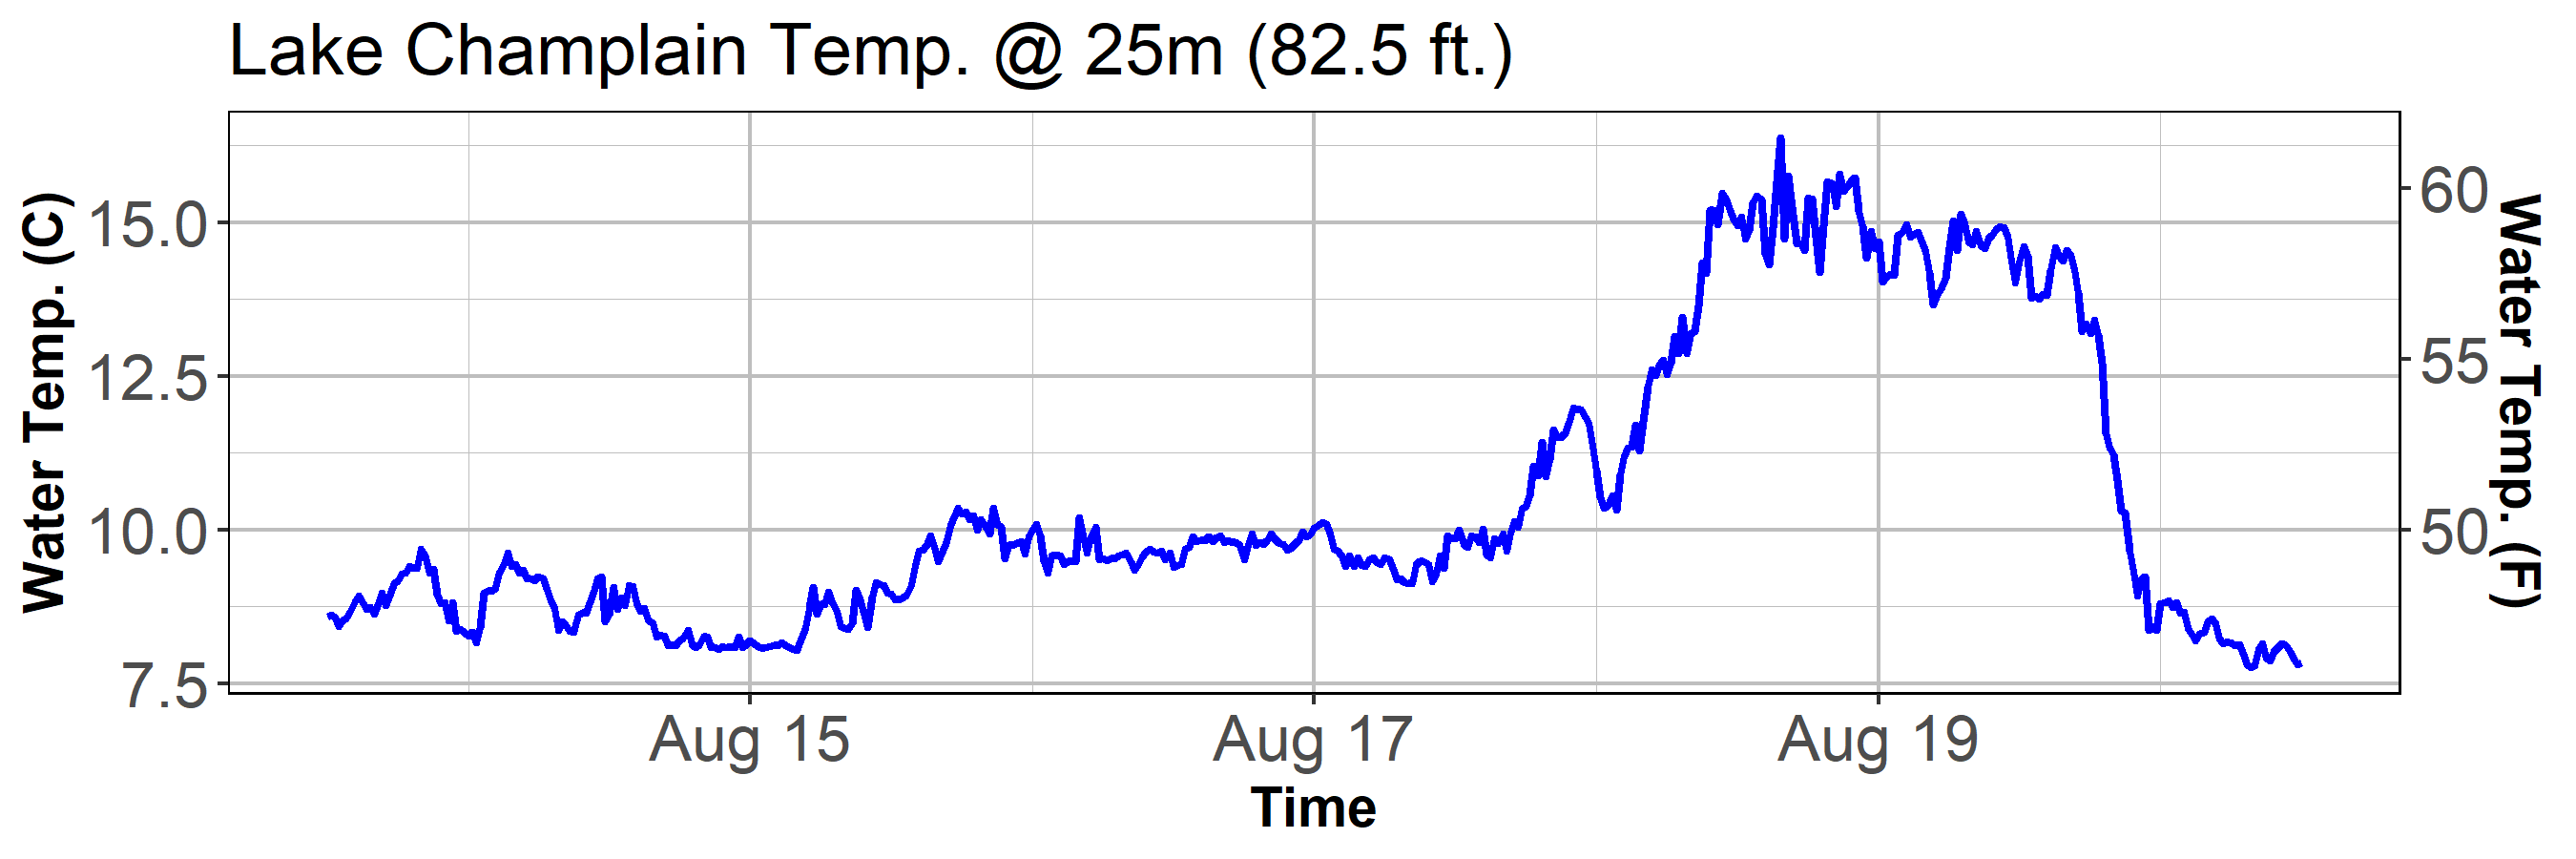 Lake Champlain Temp. @ 25m (82.5 ft.)
Water Temp. (C)
15.0
12.5
10.0
7.5
60
55
50
Water Temp. (F)
Aug 15
Aug 17
Aug 19
Time